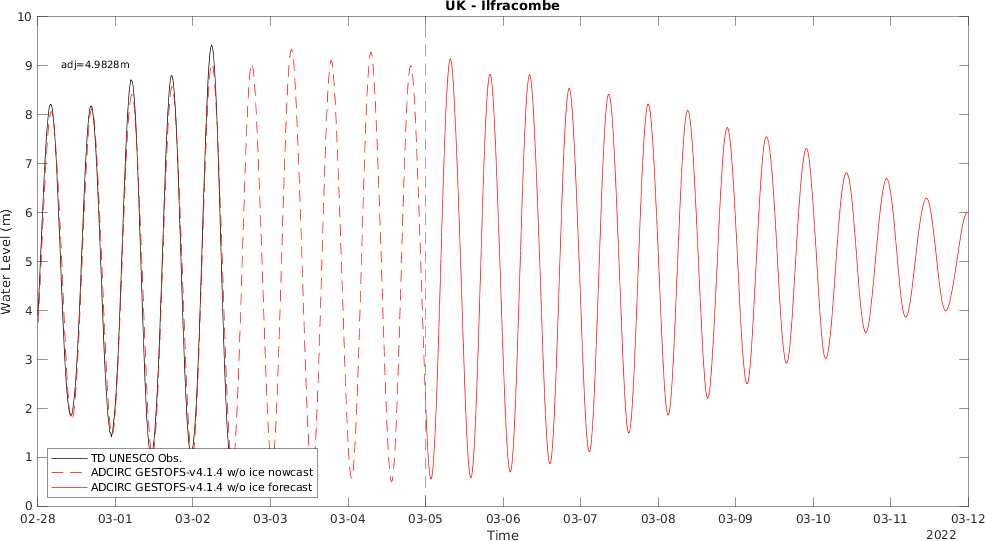 UK - Ilfracombe
10
9
8
7
6
5
4
3
2
1
0
Water Level (m)
adj=4.9828m
TD UNESCO Obs.
ADCIRC GESTOFS-v4.1.4 w/o ice nowcast
ADCIRC GESTOFS-v4.1.4 w/o ice forecast
02-28 03-01 03-02 03-03 03-04 03-05 03-06 03-07 03-08 03-09 03-10 03-11 03-12
Time
2022